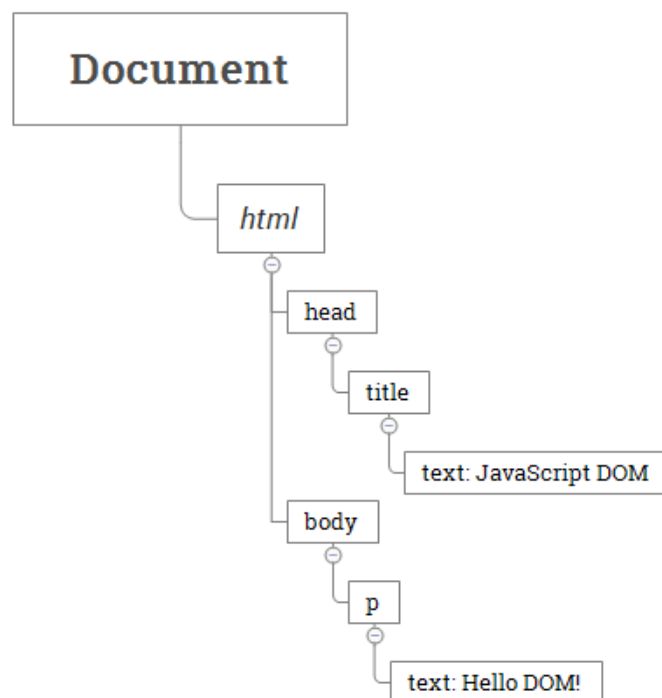 Document
html
head
title
text: JavaScript DOM
body
p
text: Hello DOM!